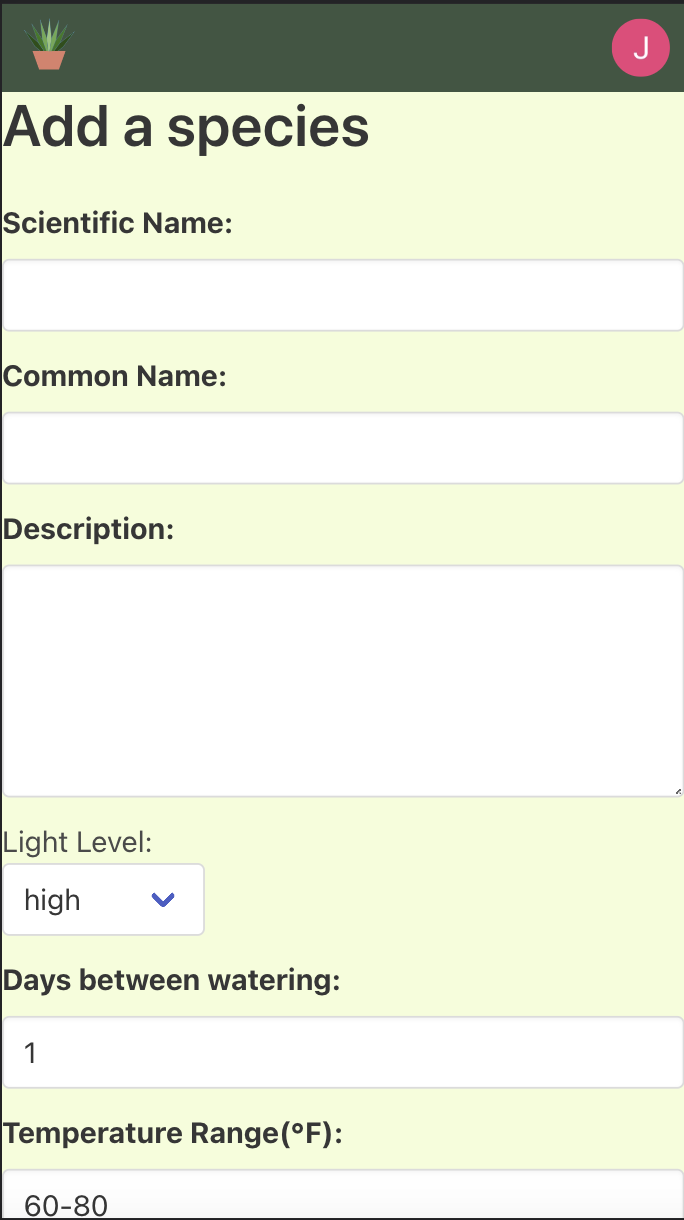 J
Add a species
Scientific Name:
Common Name:
Description:
Light Level:
high
Days between watering:
1
Temperature Range(°F):
60-80